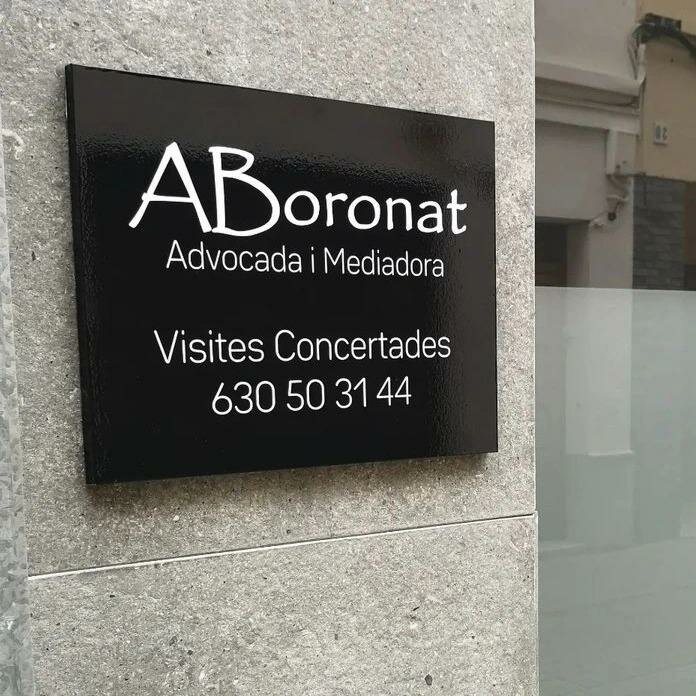 ABoronat
Advocada i Mediadora
Visites Concertades
630 50 31 44